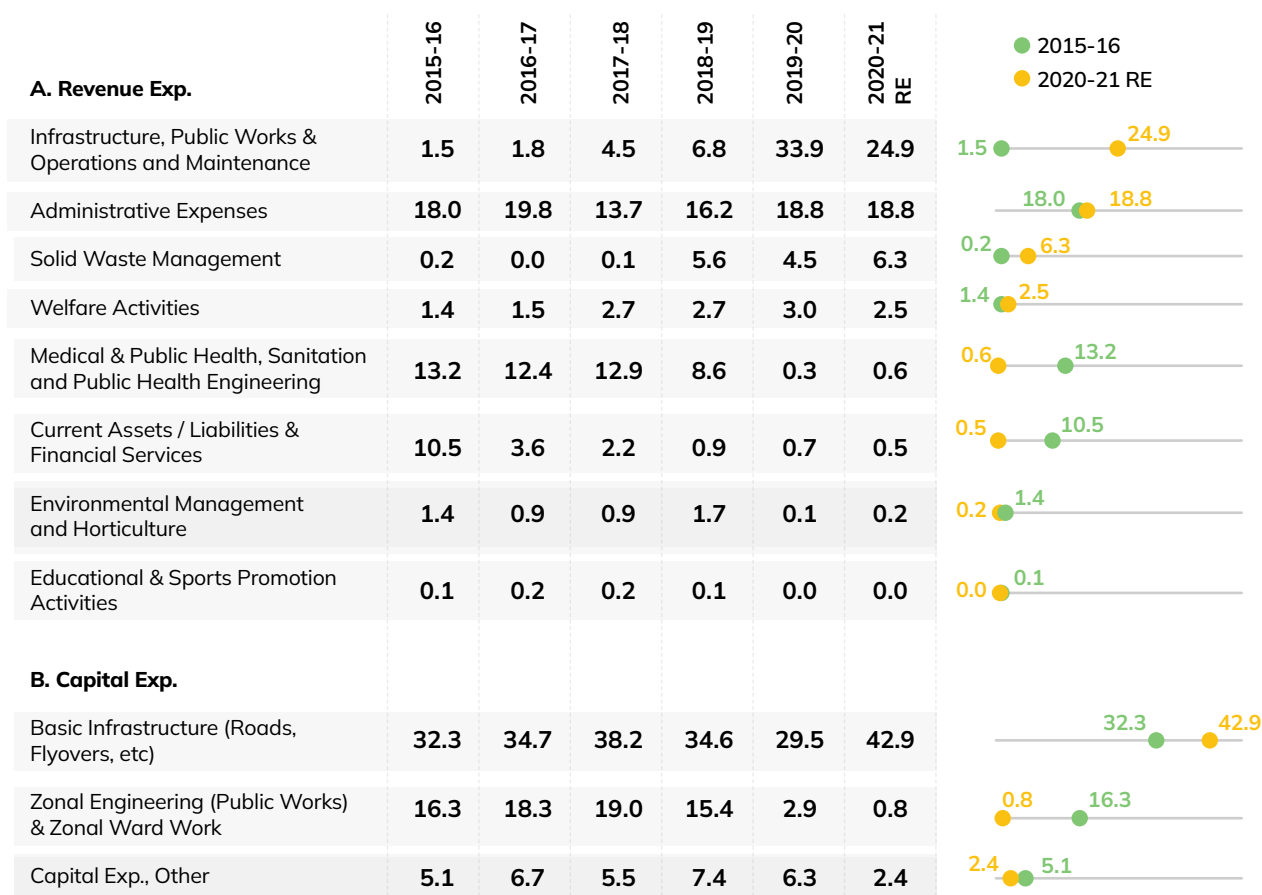 A. Revenue Exp.
2015-16
2016-17
2017-18
2018-19
2019-20
2020-21
RE
2015-16
2020-21 RE
Infrastructure, Public Works &
Operations and Maintenance
1.5 1.8 4.5 6.8 33.9 24.9
1.5 24.9
Administrative Expenses 18.0 19.8 13.7 16.2 18.8 18.8
18.0 18.8
Solid Waste Management 0.2 0.0 0.1 5.6 4.5 6.3
0.2 6.3
Welfare Activities 1.4 1.5 2.7 2.7 3.0 2.5
1.4 2.5
Medical & Public Health, Sanitation
and Public Health Engineering
13.2 12.4 12.9 8.6 0.3 0.6
0.6 13.2
Current Assets / Liabilities &
Financial Services
10.5 3.6 2.2 0.9 0.7 0.5
0.5 10.5
Environmental Management
and Horticulture
1.4 0.9 0.9 1.7 0.1 0.2
0.2 1.4
Educational & Sports Promotion
Activities
0.1 0.2 0.2 0.1 0.0 0.0
0.0 0.1
B. Capital Exp.
Basic Infrastructure (Roads,
Flyovers, etc)
32.3 34.7 38.2 34.6 29.5 42.9
32.3 42.9
Zonal Engineering (Public Works)
& Zonal Ward Work
16.3 18.3 19.0 15.4 2.9 0.8
0.8 16.3
Capital Exp., Other 5.1 6.7 5.5 7.4 6.3 2.4
2.4 5.1